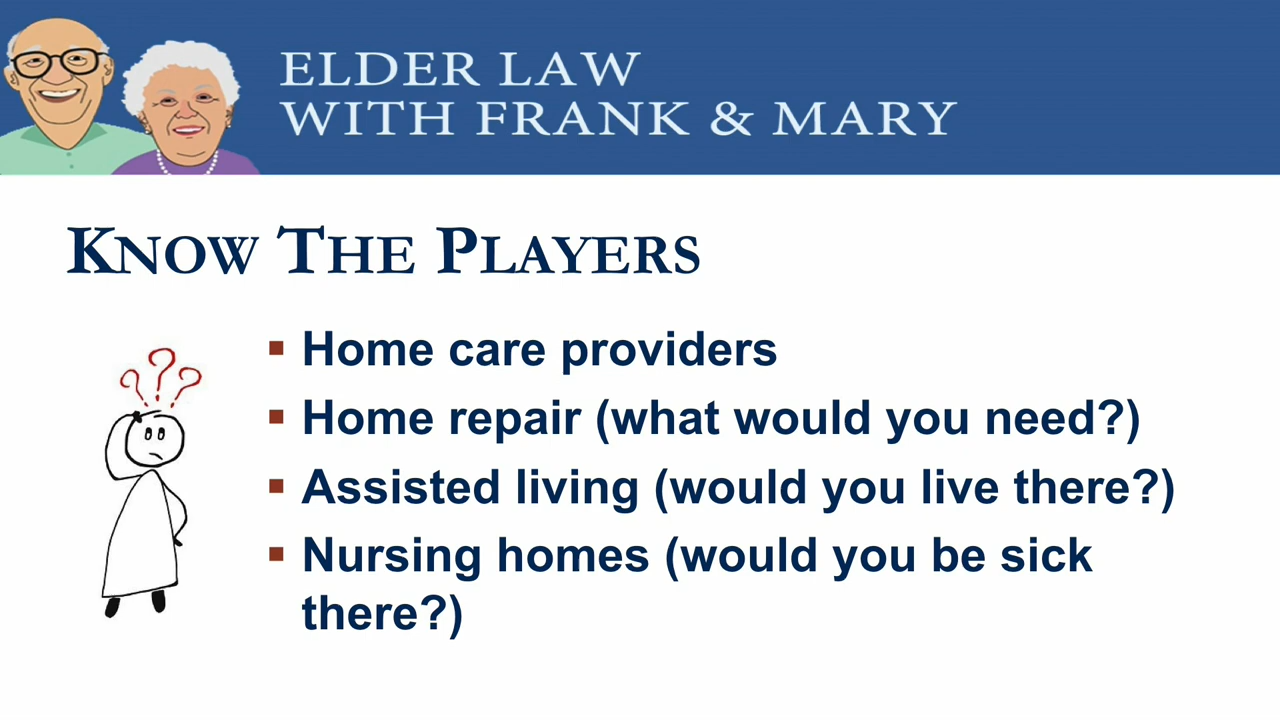 ELDER LAW
WITH FRANK & MARY
KNOW THE PLAYERS
▪ Home care providers
▪ Home repair (what would you need?)
▪ Assisted living (would you live there?)
▪ Nursing homes (would you be sick
there?)